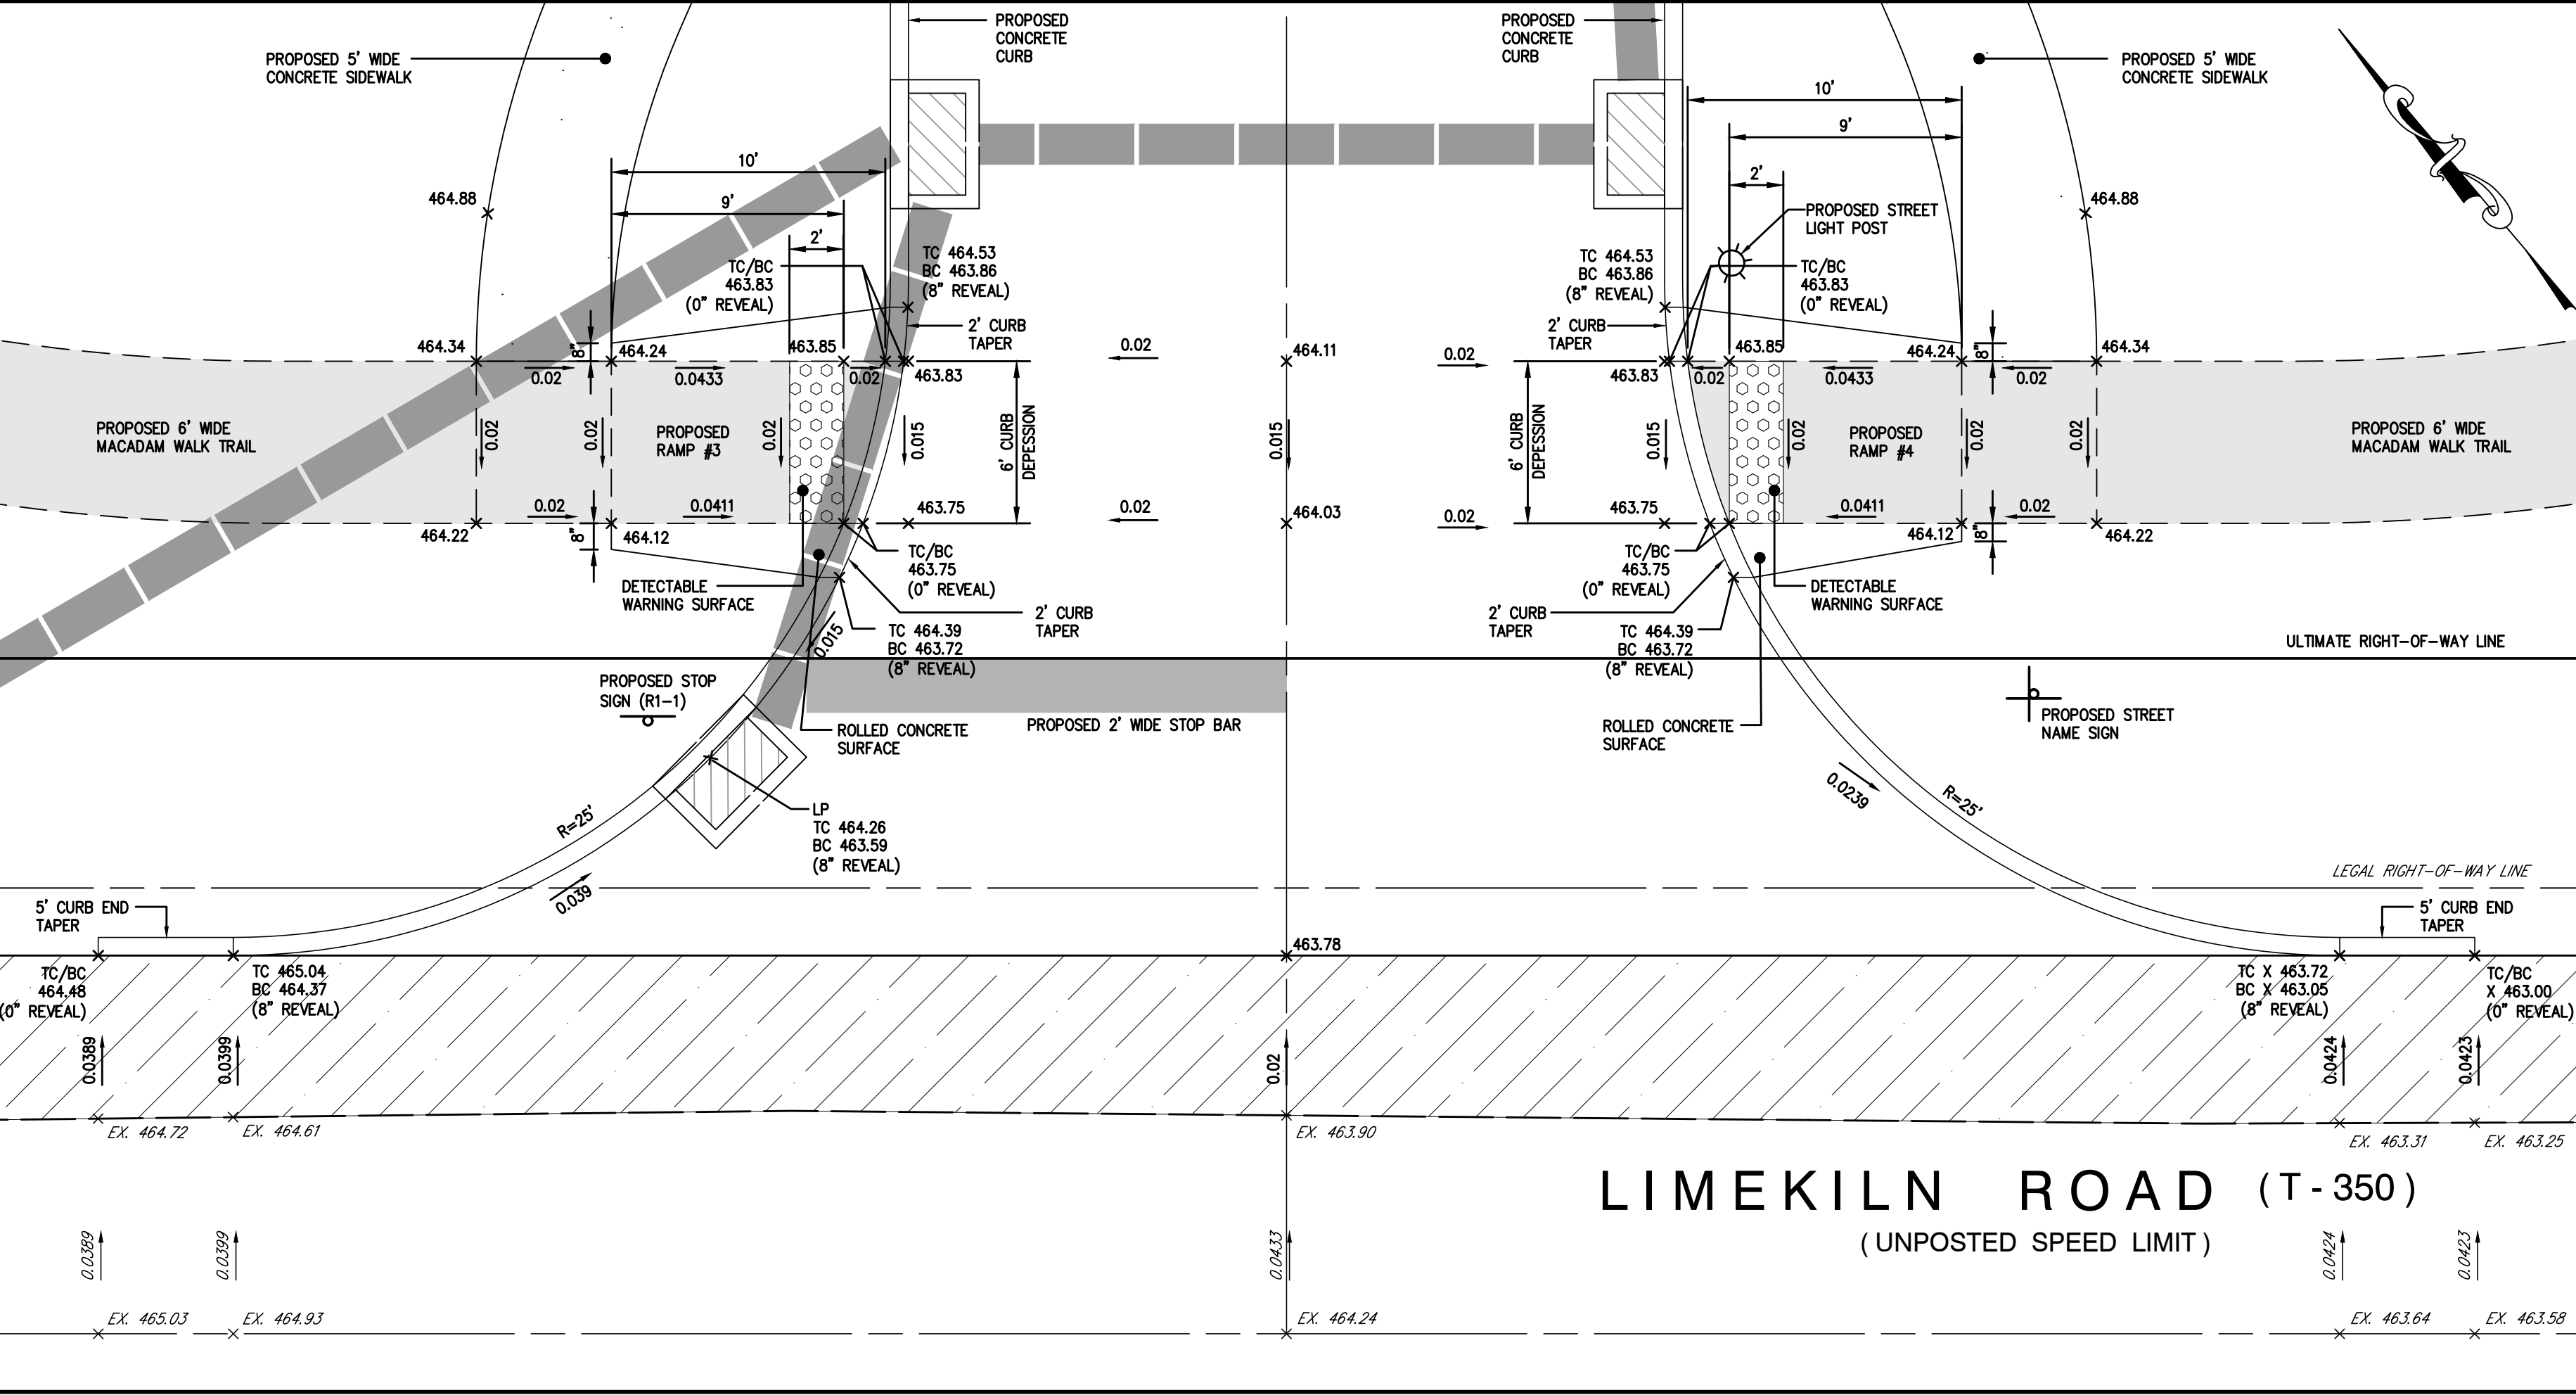 PROPOSED 5' WIDE
CONCRETE SIDEWALK
PROPOSED
CONCRETE
CURB
PROPOSED
CONCRETE
CURB
PROPOSED 5' WIDE
CONCRETE SIDEWALK
10'
9'
2'
464.88
TC/BC
463.83
(0" REVEAL)
TC 464.53
BC 463.86
(8" REVEAL)
2' CURB
TAPER
10'
9'
2'
PROPOSED STREET
LIGHT POST
464.88
TC 464.53
BC 463.86
(8" REVEAL)
TC/BC
463.83
(0" REVEAL)
2' CURB
TAPER
464.34
8"
464.24
463.85
463.83
0.02
464.11
0.02
463.83
463.85
464.24
8"
464.34
0.02
0.0433
0.02
0.02
0.0433
0.02
PROPOSED 6' WIDE
MACADAM WALK TRAIL
0.02
0.02
PROPOSED
RAMP #3
0.02
0.015
6' CURB
DEPESSION
0.015
6' CURB
DEPESSION
0.015
0.02
PROPOSED
RAMP #4
0.02
0.02
PROPOSED 6' WIDE
MACADAM WALK TRAIL
0.02
0.0411
463.75
0.02
464.03
0.02
463.75
0.0411
0.02
464.22
8"
464.12
464.12
8"
464.22
TC/BC
463.75
(0" REVEAL)
TC/BC
463.75
(0" REVEAL)
DETECTABLE
WARNING SURFACE
DETECTABLE
WARNING SURFACE
2' CURB
TAPER
2' CURB
TAPER
0.015
TC 464.39
BC 463.72
(8" REVEAL)
TC 464.39
BC 463.72
(8" REVEAL)
ULTIMATE RIGHT-OF-WAY LINE
PROPOSED STOP
SIGN (R1-1)
ROLLED CONCRETE
SURFACE
PROPOSED 2' WIDE STOP BAR
ROLLED CONCRETE
SURFACE
PROPOSED STREET
NAME SIGN
R=25'
LP
TC 464.26
BC 463.59
(8" REVEAL)
0.0239
R=25'
0.039
LEGAL RIGHT-OF-WAY LINE
5' CURB END
TAPER
5' CURB END
TAPER
463.78
TC/BC
464.48
(0" REVEAL)
TC 465.04
BC 464.37
(8" REVEAL)
TC X 463.72
BC X 463.05
(8" REVEAL)
TC/BC
X 463.00
(0" REVEAL)
0.0389
0.0399
0.02
0.0424
0.0423
EX. 464.72
EX. 464.61
EX. 463.90
EX. 463.31
EX. 463.25
LIMEKILN ROAD (T-350)
(UNPOSTED SPEED LIMIT)
0.0389
0.0399
0.0433
0.0424
0.0423
EX. 465.03
EX. 464.93
EX. 464.24
EX. 463.64
EX. 463.58